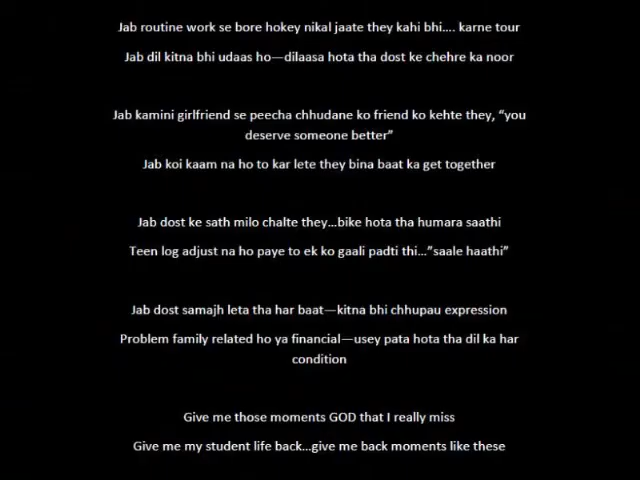 Jab routine work se bore hokey nikal jaate they kahi bhi.... karne tour
Jab dil kitna bhi udaas ho—dilaasa hota tha dost ke chehre ka noor
Jab kamini girlfriend se peecha chhudane ko friend ko kehte they, “you
deserve someone better”
Jab koi kaam na ho to kar lete they bina baat ka get together
Jab dost ke sath milo chalte they...bike hota tha humara saathi
Teen log adjust na ho paye to ek ko gaali padti thi...”saale haathi”
Jab dost samajh leta tha har baat—kitna bhi chhupau expression
Problem family related ho ya financial—usey pata hota tha dil ka har
condition
Give me those moments GOD that I really miss
Give me my student life back...give me back moments like these